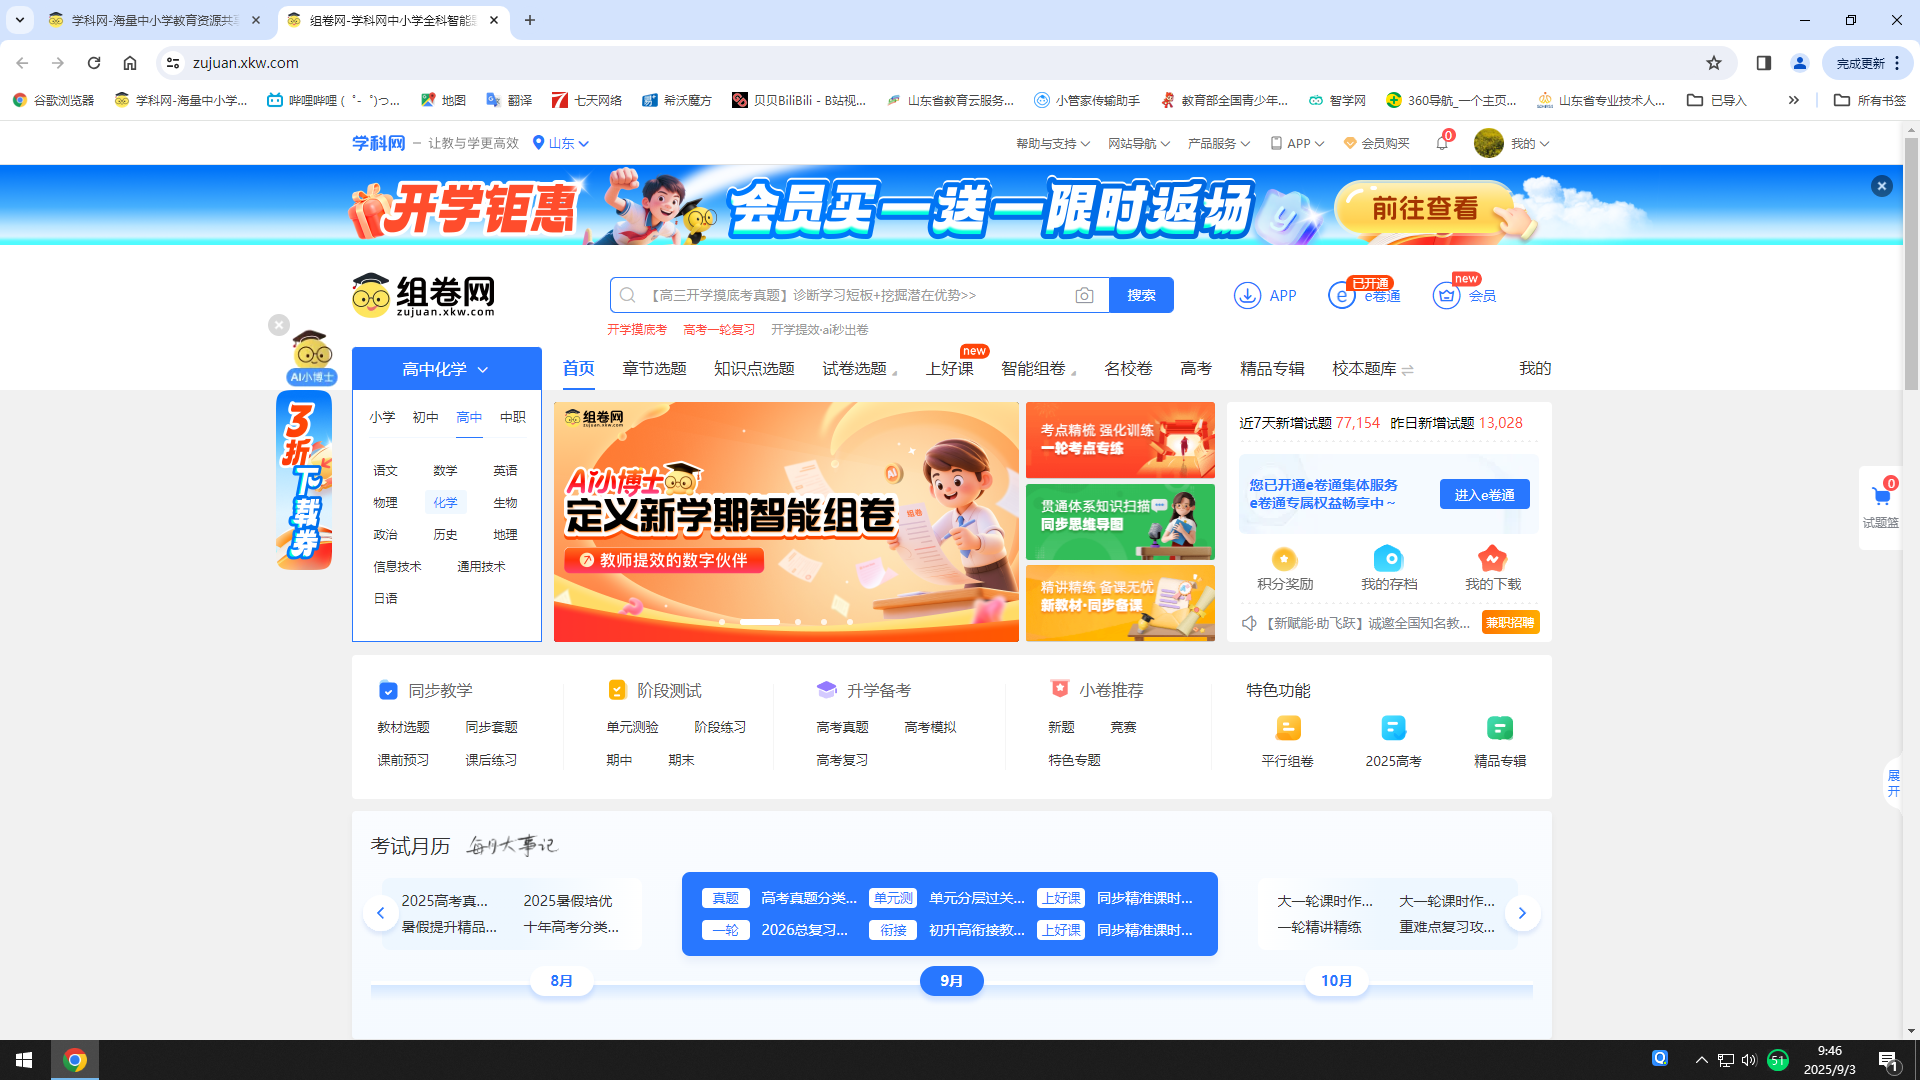 学科网-海量中小学教育资源共享
组卷网-学科网中小学全科智能组
zujuan.xkw.com
完成更新
谷歌浏览器
学科网-海量中小学...
哔哩哔哩 ( ゜- ゜)つ...
地图
翻译
七天网络
希沃魔方
贝贝BiliBili - B站视...
山东省教育云服务...
小管家传输助手
教育部全国青少年...
智学网
360导航_一个主页...
山东省专业技术人...
已导入
所有书签
学科网 – 让教与学更高效
山东
帮助与支持
网站导航
产品服务
APP
会员购买
0
我的
开学钜惠
会员买一送一限时返场
前往查看
组卷网
zujuan.xkw.com
【高三开学摸底考真题】诊断学习短板+挖掘潜在优势>>
搜索
APP
已开通
e卷通
new
会员
开学摸底考
高考一轮复习
开学提效·ai秒出卷
AI小博士
3折下载券
高中化学
首页
章节选题
知识点选题
试卷选题
new
上好课
智能组卷
名校卷
高考
精品专辑
校本题库
我的
小学 初中 高中 中职
语文 数学 英语
物理 化学 生物
政治 历史 地理
信息技术 通用技术
日语
组卷网
zujuan.xkw.com
Ai小博士
定义新学期智能组卷
教师提效的数字伙伴
Ai
组卷
考点精梳 强化训练
一轮考点专练
贯通体系知识扫描
同步思维导图
精讲精练 备课无忧
新教材·同步备课
近7天新增试题 77,154 昨日新增试题 13,028
您已开通e卷通集体服务
e卷通专属权益畅享中 ~
进入e卷通
积分奖励
我的存档
我的下载
【新赋能·助飞跃】诚邀全国知名教...
兼职招聘
0
试题篮
同步教学
教材选题 同步套题
课前预习 课后练习
阶段测试
单元测验 阶段练习
期中 期末
升学备考
高考真题 高考模拟
高考复习
小卷推荐
新题 竞赛
特色专题
特色功能
平行组卷
2025高考
精品专辑
展开
考试月历 每月大事记
2025高考真... 2025暑假培优
暑假提升精品... 十年高考分类...
真题 高考真题分类... 单元测 单元分层过关... 上好课 同步精准课时...
一轮 2026总复习... 衔接 初升高衔接教... 上好课 同步精准课时...
大一轮课时作... 大一轮课时作...
一轮精讲精练 重难点复习攻...
8月
9月
10月
51
9:46
2025/9/3
1